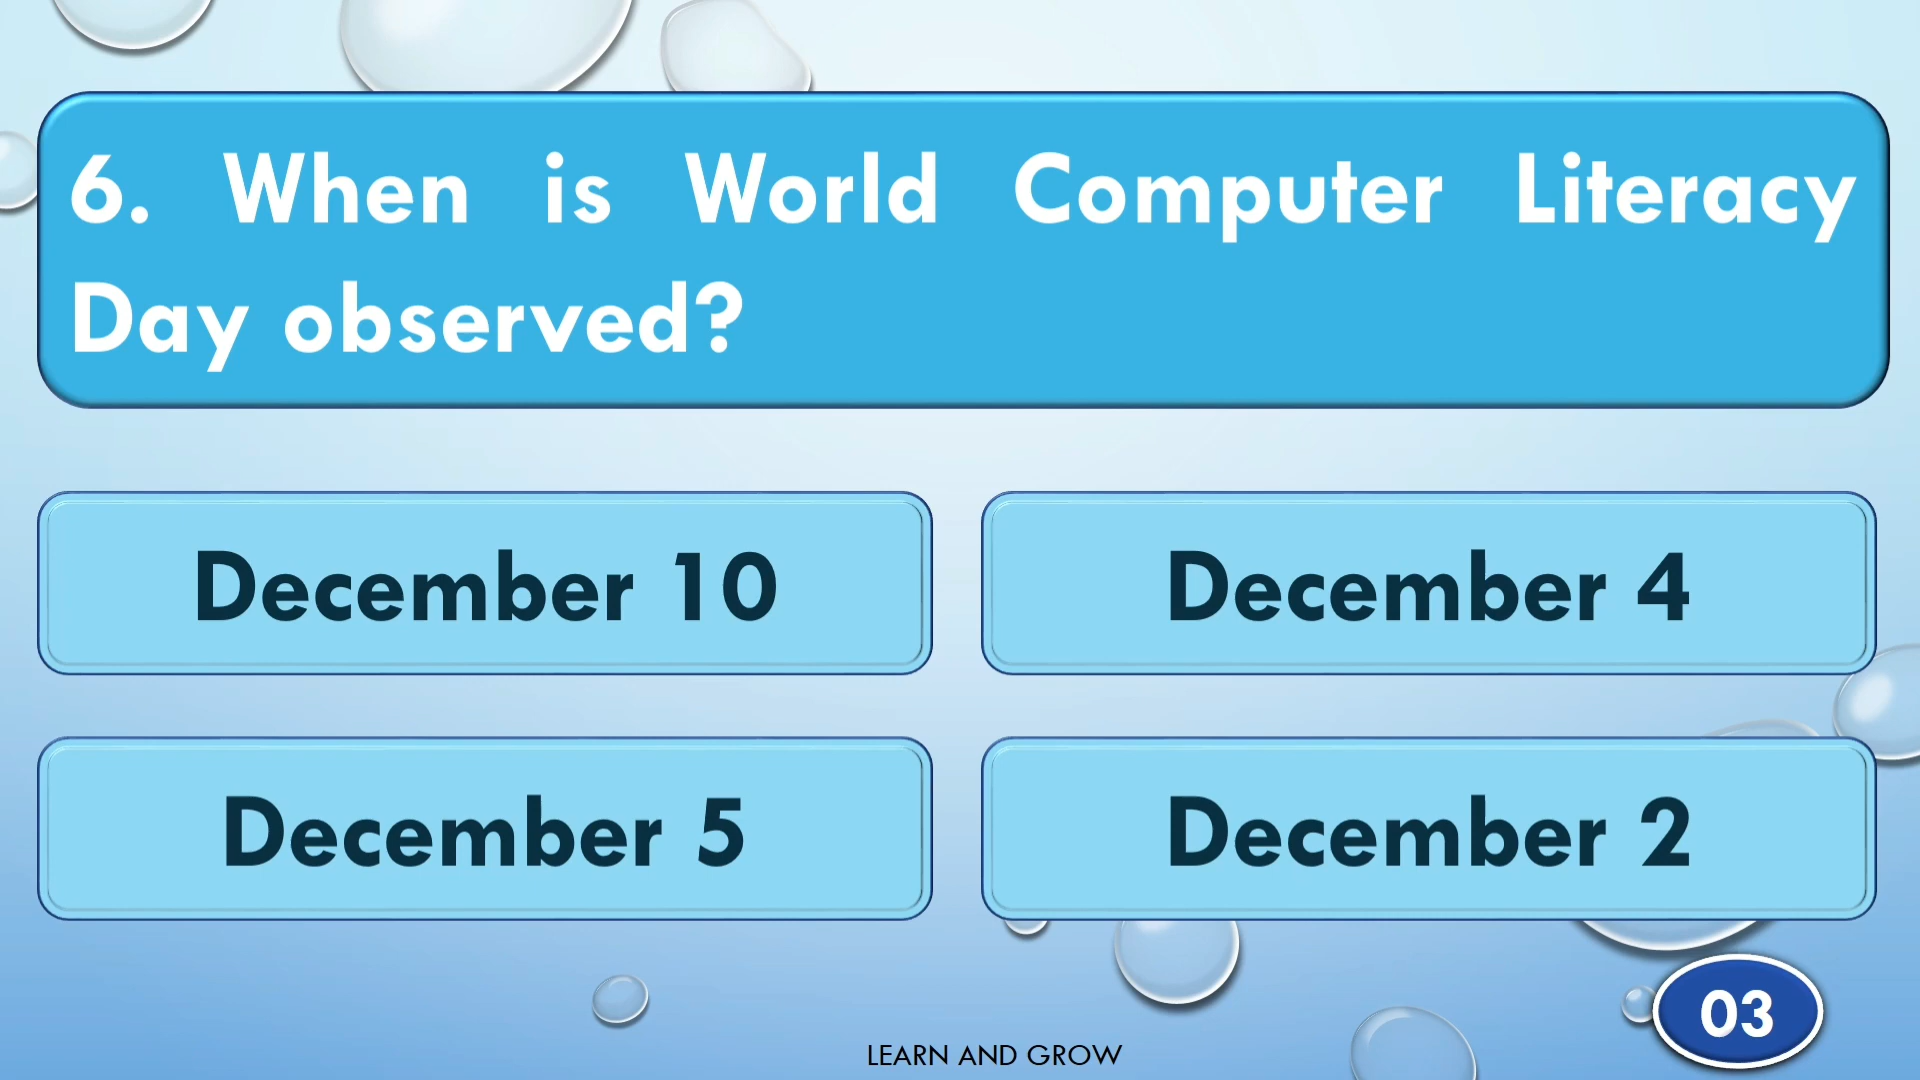 6. When is World Computer Literacy
Day observed?
December 10
December 4
December 5
December 2
03
LEARN AND GROW